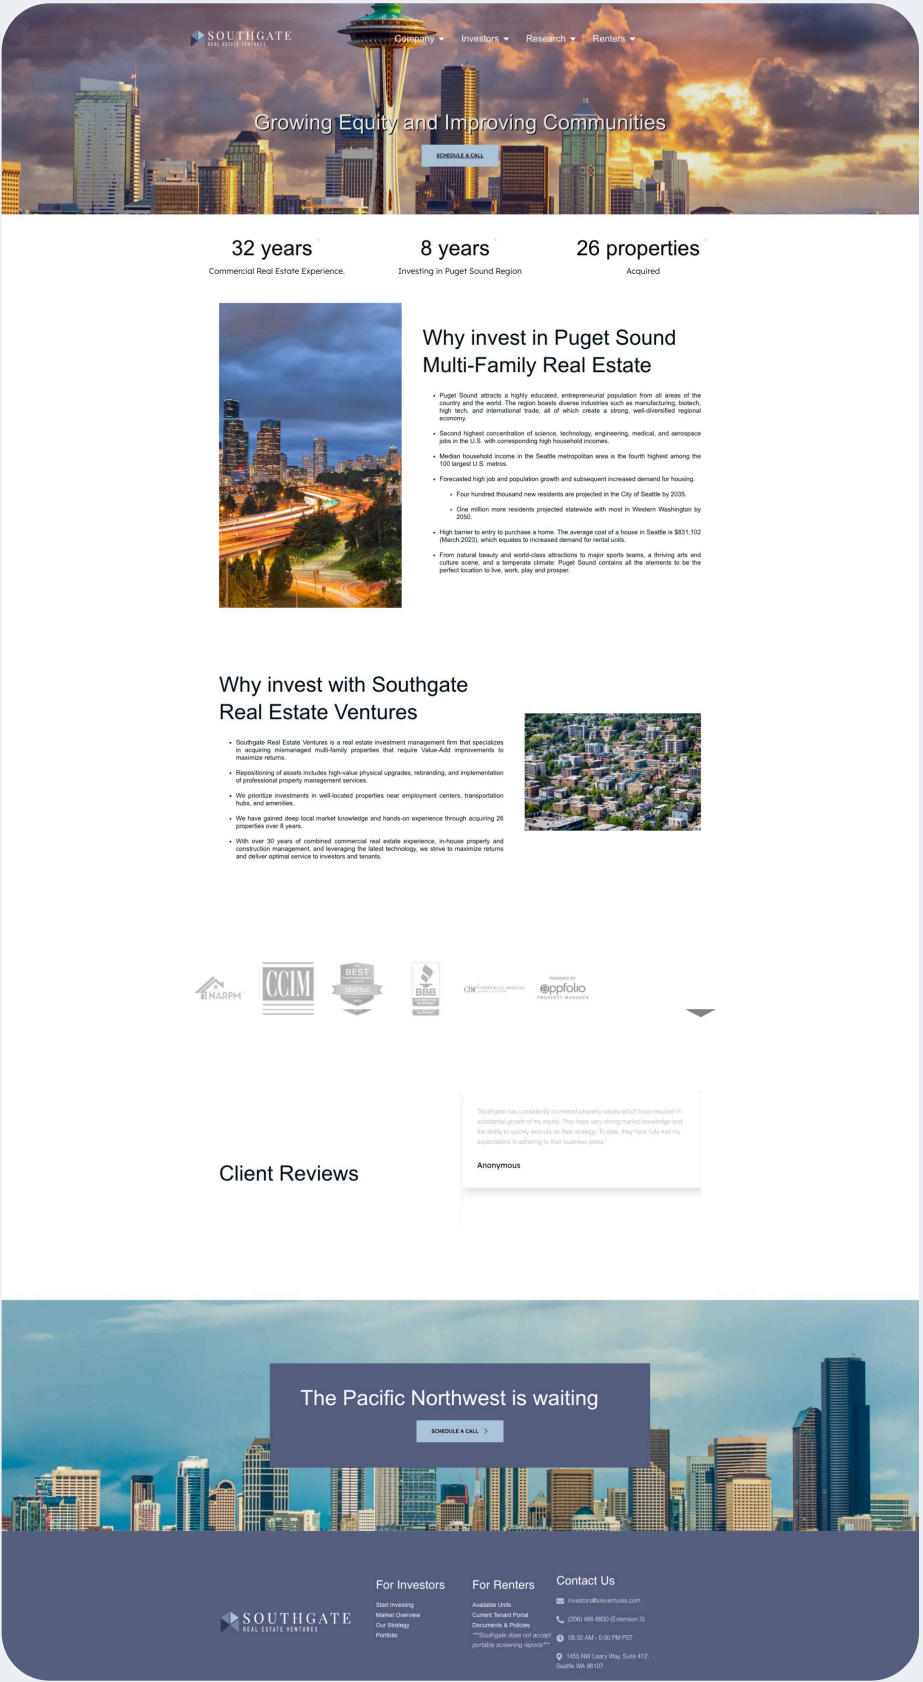 SOUTHGATE
REAL ESTATE VENTURES
Company
Investors
Research
Renters
Growing Equity and Improving Communities
SCHEDULE A CALL
32 years
Commercial Real Estate Experience.
8 years
Investing in Puget Sound Region
26 properties
Acquired
Why invest in Puget Sound
Multi-Family Real Estate
• Puget Sound attracts a highly educated, entrepreneurial population from all areas of the
country and the world. The region boasts diverse industries such as manufacturing, biotech,
high tech, and international trade, all of which create a strong, well-diversified regional
economy.
• Second highest concentration of science, technology, engineering, medical, and aerospace
jobs in the U.S. with corresponding high household incomes.
• Median household income in the Seattle metropolitan area is the fourth highest among the
100 largest U.S. metros.
• Forecasted high job and population growth and subsequent increased demand for housing.
◦ Four hundred thousand new residents are projected in the City of Seattle by 2035.
◦ One million more residents projected statewide with most in Western Washington by
2050.
• High barrier to entry to purchase a home. The average cost of a house in Seattle is $831,102
(March 2023), which equates to increased demand for rental units.
• From natural beauty and world-class attractions to major sports teams, a thriving arts and
culture scene, and a temperate climate: Puget Sound contains all the elements to be the
perfect location to live, work, play and prosper.
Why invest with Southgate
Real Estate Ventures
• Southgate Real Estate Ventures is a real estate investment management firm that specializes
in acquiring mismanaged multi-family properties that require Value-Add improvements to
maximize returns.
• Repositioning of assets includes high-value physical upgrades, rebranding, and implementation
of professional property management services.
• We prioritize investments in well-located properties near employment centers, transportation
hubs, and amenities.
• We have gained deep local market knowledge and hands-on experience through acquiring 26
properties over 8 years.
• With over 30 years of combined commercial real estate experience, in-house property and
construction management, and leveraging the latest technology, we strive to maximize returns
and deliver optimal service to investors and tenants.
NARPM
CCIM
BEST
SEATTLE
BBB
CBA
POWERED BY
appfolio
PROPERTY MANAGER
Client Reviews
"Southgate has consistently increased property values which have resulted in
substantial growth of my equity. They have very strong market knowledge and
the ability to quickly execute on their strategy. To date, they have fully met my
expectations in adhering to their business plans."
Anonymous
The Pacific Northwest is waiting
SCHEDULE A CALL
SOUTHGATE
REAL ESTATE VENTURES
For Investors
Start Investing
Market Overview
Our Strategy
Portfolio
For Renters
Available Units
Current Tenant Portal
Documents & Policies
***Southgate does not accept
portable screening reports***
Contact Us
investors@sreventures.com
(206) 486-8930 (Extension 3)
08:30 AM - 5:00 PM PST
1455 NW Leary Way, Suite 412,
Seattle WA 98107